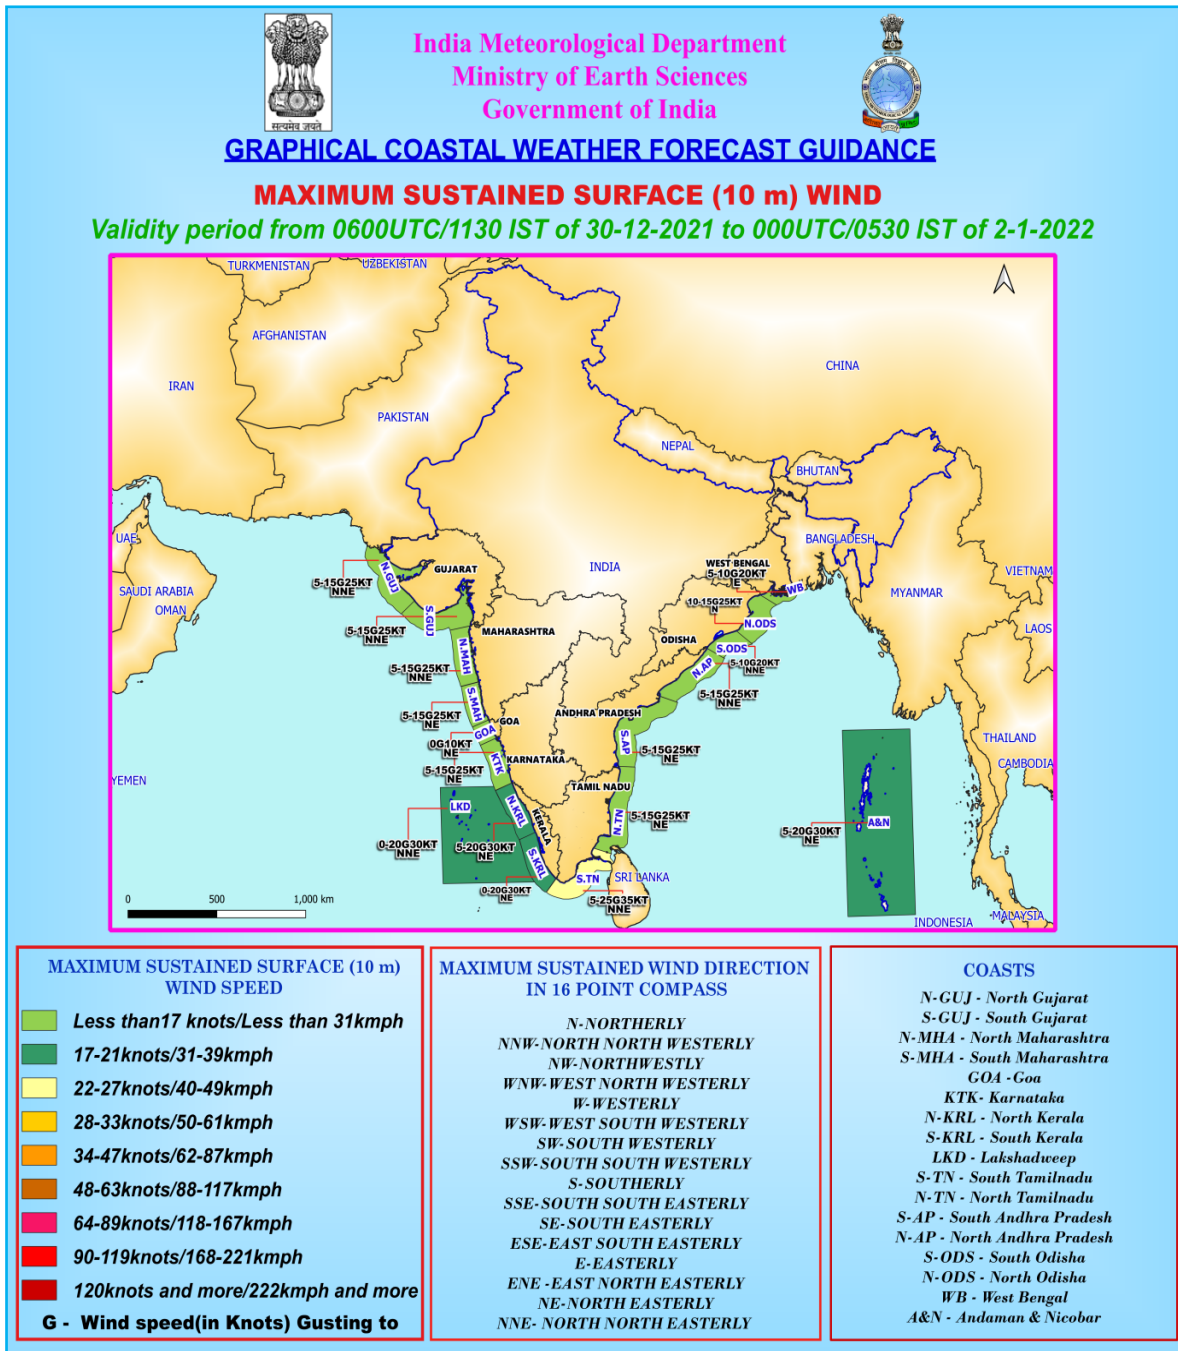 India Meteorological Department
Ministry of Earth Sciences
Government of India
सत्यमेव जयते
GRAPHICAL COASTAL WEATHER FORECAST GUIDANCE
MAXIMUM SUSTAINED SURFACE (10 m) WIND
Validity period from 0600UTC/1130 IST of 30-12-2021 to 000UTC/0530 IST of 2-1-2022
TURKMENISTAN
UZBEKISTAN
AFGHANISTAN
IRAN
CHINA
PAKISTAN
NEPAL
BHUTAN
UAE
BANGLADESH
SAUDI ARABIA
OMAN
INDIA
MYANMAR
VIETNAM
LAOS
THAILAND
CAMBODIA
YEMEN
SRI LANKA
INDONESIA
MALAYSIA
GUJARAT
MAHARASHTRA
GOA
KARNATAKA
KERALA
TAMIL NADU
ANDHRA PRADESH
ODISHA
WEST BENGAL
N.GUJ
5-15G25KT
NNE
S.GUJ
5-15G25KT
NNE
N.MAH
5-15G25KT
NNE
S.MAH
5-15G25KT
NE
GOA
0G10KT
NE
KTK
5-15G25KT
NE
LKD
0-20G30KT
NNE
N.KRL
5-20G30KT
NE
S.KRL
0-20G30KT
NE
S.TN
5-25G35KT
NNE
N.TN
5-15G25KT
NE
S.AP
5-15G25KT
NE
N.AP
5-15G25KT
NNE
S.ODS
5-10G20KT
NNE
N.ODS
10-15G25KT
N
WB
5-10G20KT
E
A&N
5-20G30KT
NE
0 500 1,000 km
MAXIMUM SUSTAINED SURFACE (10 m)
WIND SPEED
Less than17 knots/Less than 31kmph
17-21knots/31-39kmph
22-27knots/40-49kmph
28-33knots/50-61kmph
34-47knots/62-87kmph
48-63knots/88-117kmph
64-89knots/118-167kmph
90-119knots/168-221kmph
120knots and more/222kmph and more
G - Wind speed(in Knots) Gusting to
MAXIMUM SUSTAINED WIND DIRECTION
IN 16 POINT COMPASS
N-NORTHERLY
NNW-NORTH NORTH WESTERLY
NW-NORTHWESTLY
WNW-WEST NORTH WESTERLY
W-WESTERLY
WSW-WEST SOUTH WESTERLY
SW-SOUTH WESTERLY
SSW-SOUTH SOUTH WESTERLY
S-SOUTHERLY
SSE-SOUTH SOUTH EASTERLY
SE-SOUTH EASTERLY
ESE-EAST SOUTH EASTERLY
E-EASTERLY
ENE -EAST NORTH EASTERLY
NE-NORTH EASTERLY
NNE- NORTH NORTH EASTERLY
COASTS
N-GUJ - North Gujarat
S-GUJ - South Gujarat
N-MHA - North Maharashtra
S-MHA - South Maharashtra
GOA -Goa
KTK- Karnataka
N-KRL - North Kerala
S-KRL - South Kerala
LKD - Lakshadweep
S-TN - South Tamilnadu
N-TN - North Tamilnadu
S-AP - South Andhra Pradesh
N-AP - North Andhra Pradesh
S-ODS - South Odisha
N-ODS - North Odisha
WB - West Bengal
A&N - Andaman & Nicobar